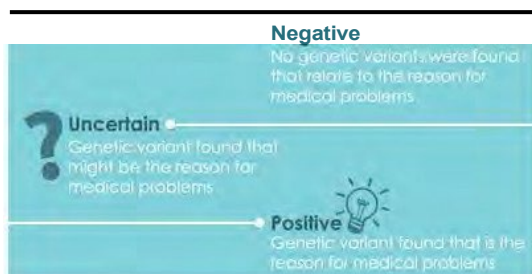 Negative
No genetic variants were found
that relate to the reason for
medical problems
Uncertain
Genetic variant found that
might be the reason for
medical problems
Positive
Genetic variant found that is the
reason for medical problems